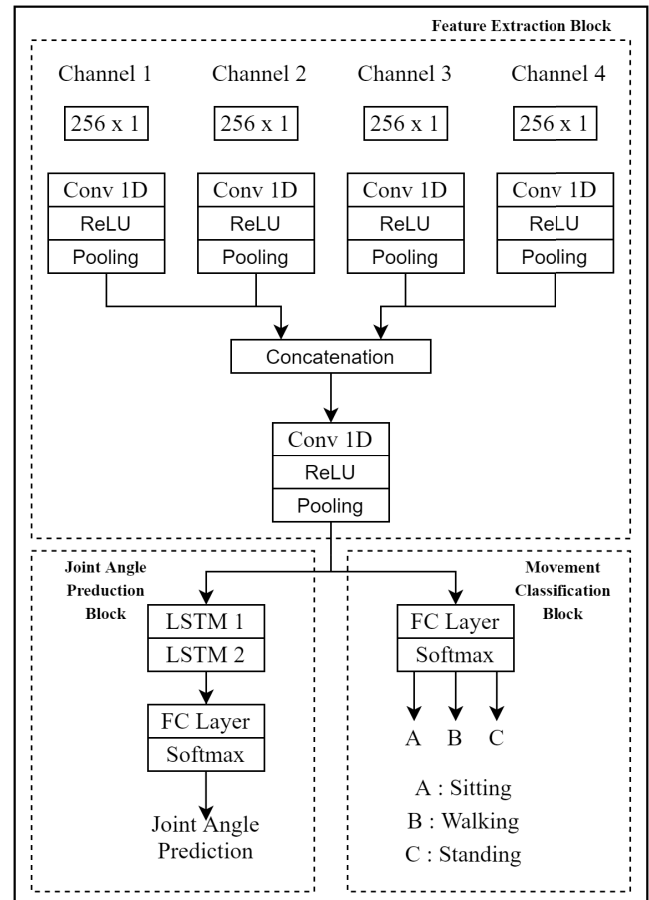 Feature Extraction Block
Channel 1 Channel 2 Channel 3 Channel 4
256 x 1 256 x 1 256 x 1 256 x 1
Conv 1D Conv 1D Conv 1D Conv 1D
ReLU ReLU ReLU ReLU
Pooling Pooling Pooling Pooling
Concatenation
Conv 1D
ReLU
Pooling
Joint Angle
Preduction
Block
LSTM 1
LSTM 2
FC Layer
Softmax
Joint Angle
Prediction
Movement
Classification
Block
FC Layer
Softmax
A B C
A : Sitting
B : Walking
C : Standing